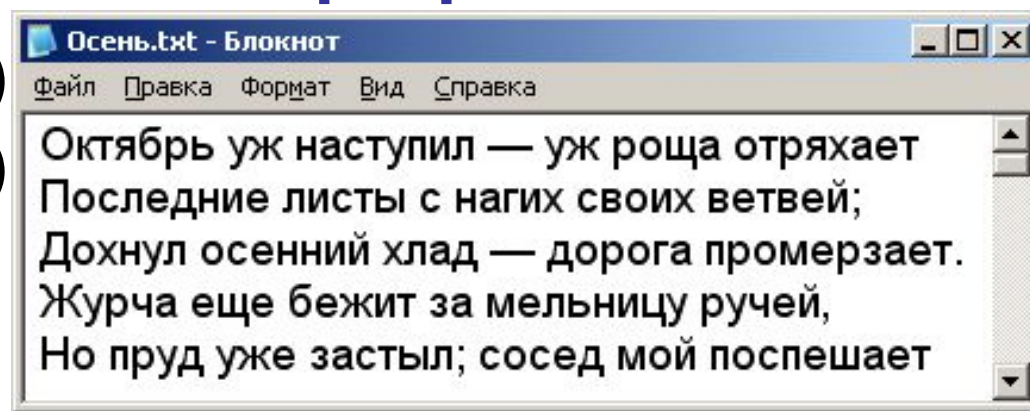 Осень.txt - Блокнот
Файл Правка Формат Вид Справка
Октябрь уж наступил — уж роща отряхает
Последние листы с нагих своих ветвей;
Дохнул осенний хлад — дорога промерзает.
Журча еще бежит за мельницу ручей,
Но пруд уже застыл; сосед мой поспешает